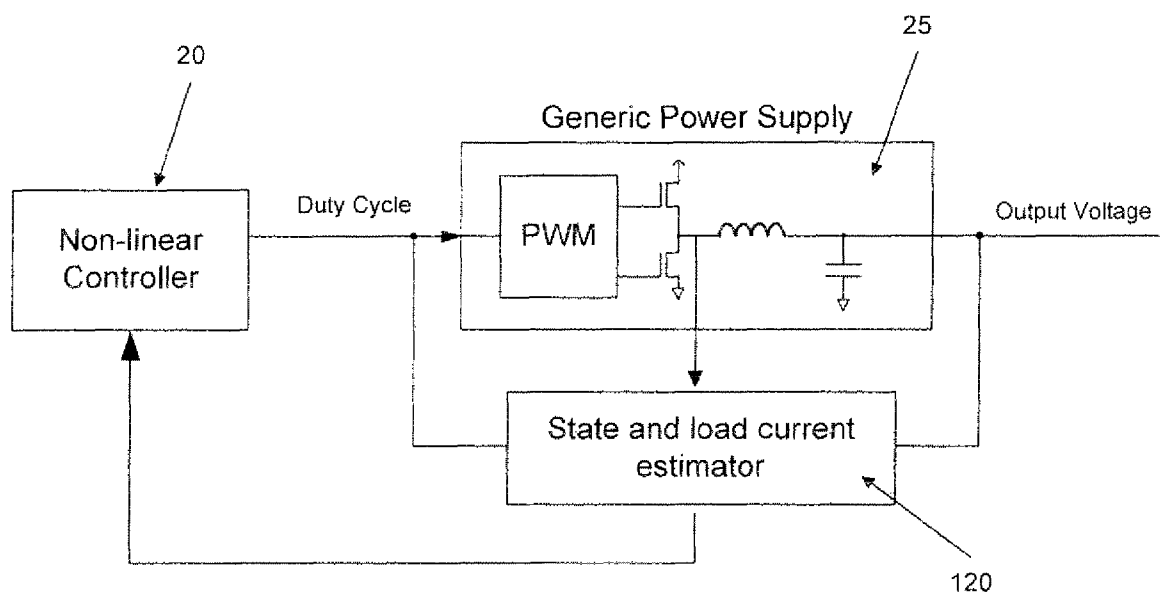 20
25
Generic Power Supply
Non-linear
Controller
Duty Cycle
PWM
Output Voltage
State and load current
estimator
120